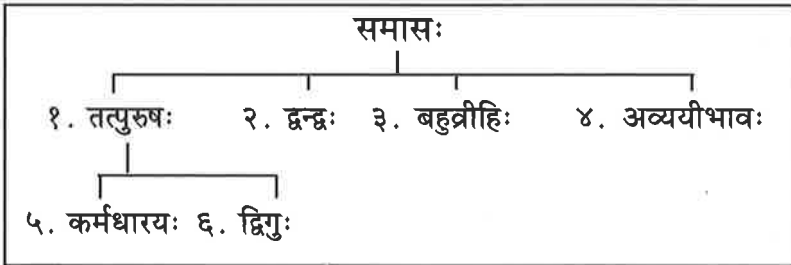 समासः
१. तत्पुरुषः २. द्वन्द्वः ३. बहुव्रीहिः ४. अव्ययीभावः
५. कर्मधारयः ६. द्विगुः